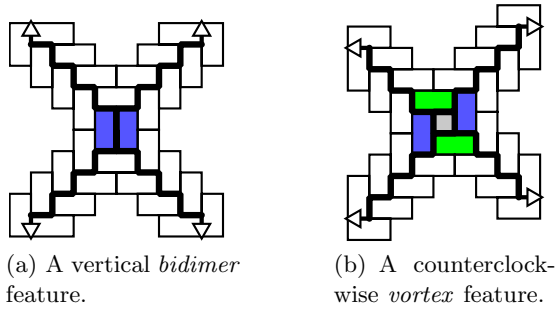 (a) A vertical bidimer
feature.
(b) A counterclock-
wise vortex feature.